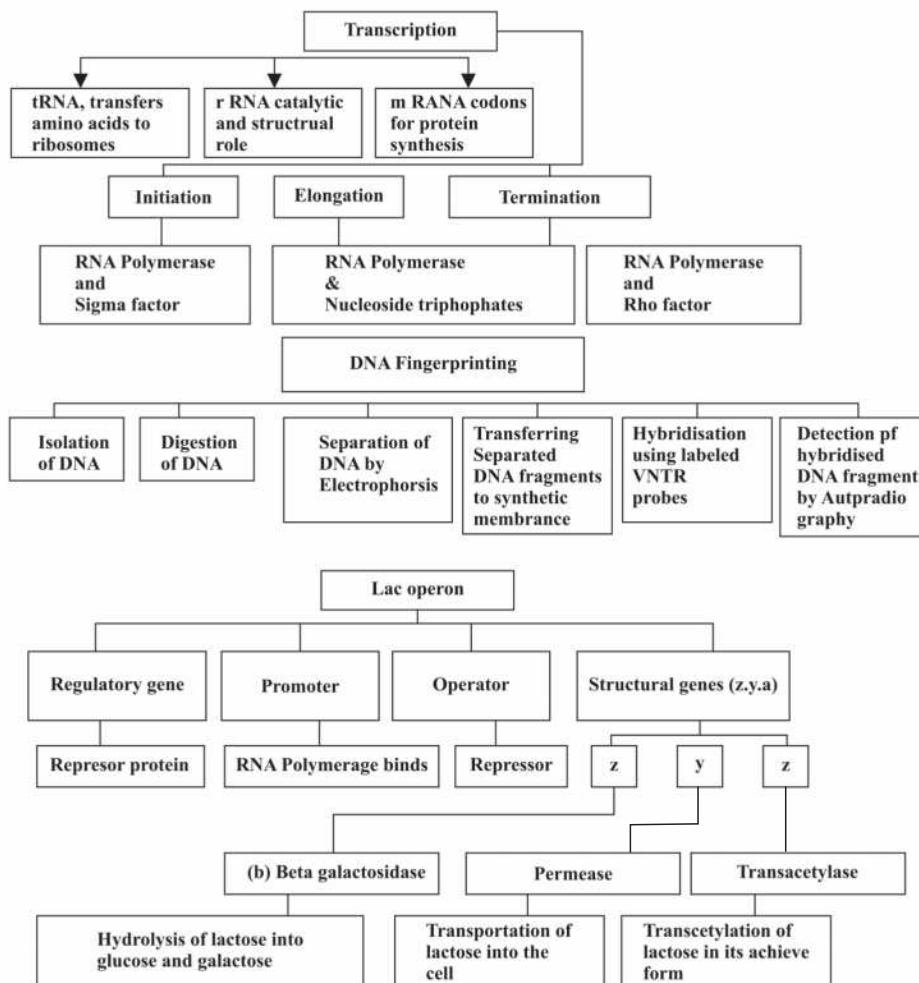 Transcription
tRNA, transfers
amino acids to
ribosomes
r RNA catalytic
and structrual
role
m RANA codons
for protein
synthesis
Initiation
Elongation
Termination
RNA Polymerase
and
Sigma factor
RNA Polymerase
&
Nucleoside triphophates
RNA Polymerase
and
Rho factor
DNA Fingerprinting
Isolation
of DNA
Digestion
of DNA
Separation of
DNA by
Electrophorsis
Transferring
Separated
DNA fragments
to synthetic
membrance
Hybridisation
using labeled
VNTR
probes
Detection pf
hybridised
DNA fragment
by Autpradio
graphy
Lac operon
Regulatory gene
Promoter
Operator
Structural genes (z.y.a)
Represor protein
RNA Polymerage binds
Repressor
z
y
z
(b) Beta galactosidase
Permease
Transacetylase
Hydrolysis of lactose into
glucose and galactose
Transportation of
lactose into the
cell
Transcetylation of
lactose in its achieve
form